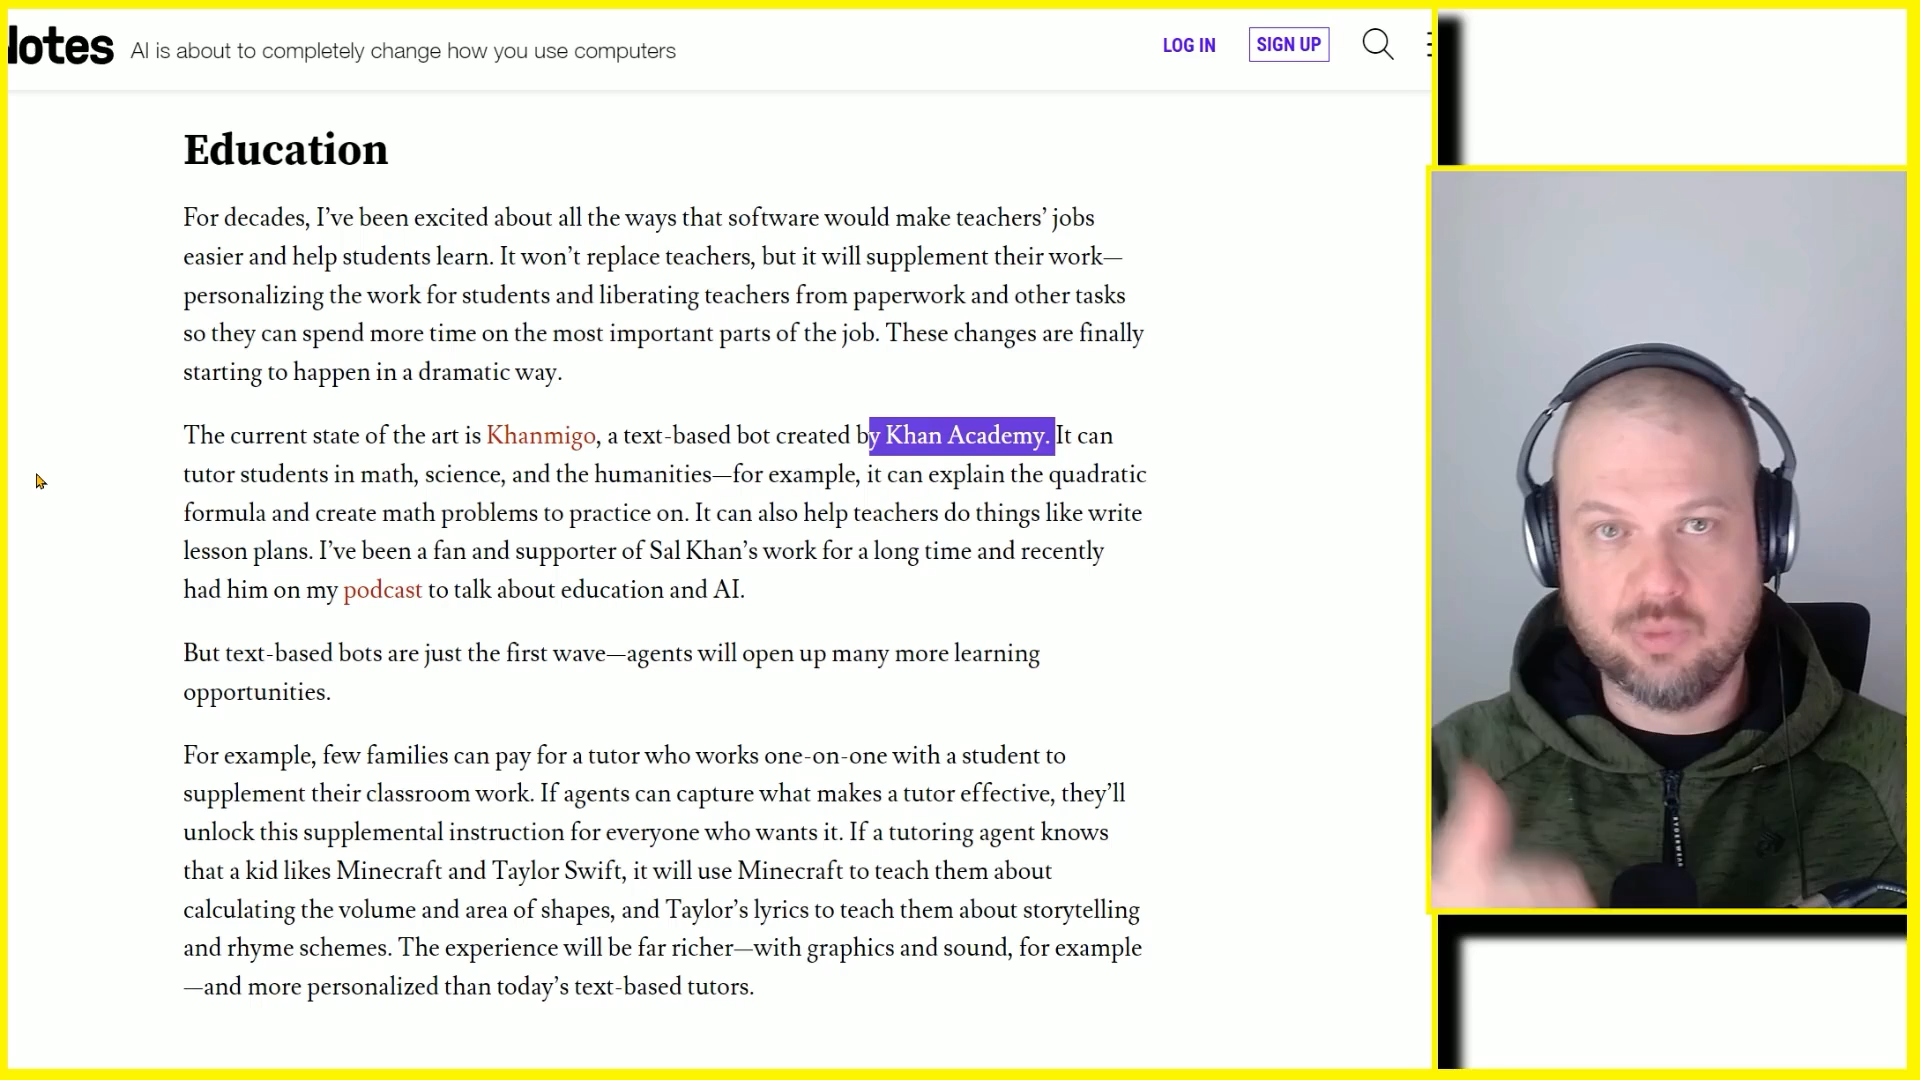 Notes AI is about to completely change how you use computers LOG IN SIGN UP
Education
For decades, I’ve been excited about all the ways that software would make teachers’ jobs
easier and help students learn. It won’t replace teachers, but it will supplement their work—
personalizing the work for students and liberating teachers from paperwork and other tasks
so they can spend more time on the most important parts of the job. These changes are finally
starting to happen in a dramatic way.
The current state of the art is Khanmigo, a text-based bot created by Khan Academy. It can
tutor students in math, science, and the humanities—for example, it can explain the quadratic
formula and create math problems to practice on. It can also help teachers do things like write
lesson plans. I’ve been a fan and supporter of Sal Khan’s work for a long time and recently
had him on my podcast to talk about education and AI.
But text-based bots are just the first wave—agents will open up many more learning
opportunities.
For example, few families can pay for a tutor who works one-on-one with a student to
supplement their classroom work. If agents can capture what makes a tutor effective, they’ll
unlock this supplemental instruction for everyone who wants it. If a tutoring agent knows
that a kid likes Minecraft and Taylor Swift, it will use Minecraft to teach them about
calculating the volume and area of shapes, and Taylor’s lyrics to teach them about storytelling
and rhyme schemes. The experience will be far richer—with graphics and sound, for example
—and more personalized than today’s text-based tutors.